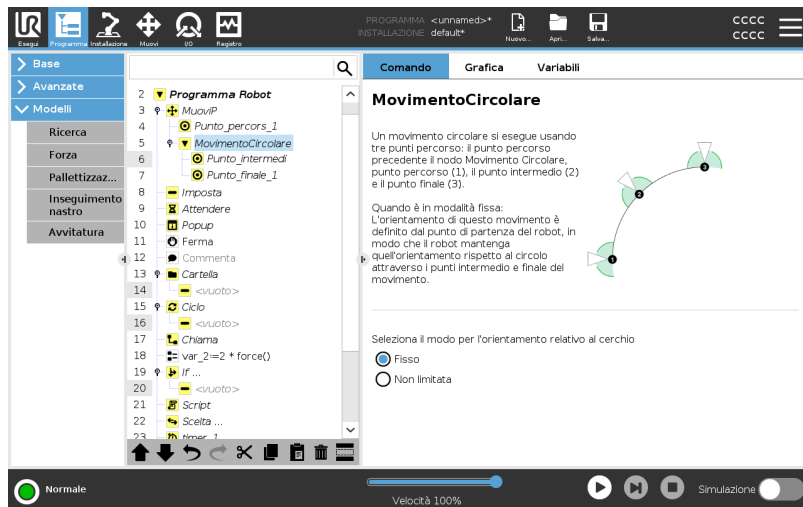 UR
PROGRAMMA <unnamed>*
INSTALLAZIONE default*
CCCC
CCCC
Esegui Programma Installazione Muovi I/O Registro
Nuovo... Apri... Salva...
Base
Avanzate
Modelli
Ricerca
Forza
Pallettizzaz...
Inseguimento
nastro
Avvitatura
2 Programma Robot
3 MuoviP
4 Punto_percors_1
5 MovimentoCircolare
6 Punto_intermedi
7 Punto_finale_1
8 Imposta
9 Attendere
10 Popup
11 Ferma
12 Commenta
13 Cartella
14 <vuoto>
15 Ciclo
16 <vuoto>
17 Chiama
18 var_2:=2 * force()
19 If ...
20 <vuoto>
21 Script
22 Scelta ...
23 timer_1
Comando Grafica Variabili
MovimentoCircolare
Un movimento circolare si esegue usando
tre punti percorso: il punto percorso
precedente il nodo Movimento Circolare,
punto percorso (1), il punto intermedio (2)
e il punto finale (3).
Quando è in modalità fissa:
L'orientamento di questo movimento è
definito dal punto di partenza del robot, in
modo che il robot mantenga
quell'orientamento rispetto al circolo
attraverso i punti intermedio e finale del
movimento.
1
2
3
Seleziona il modo per l'orientamento relativo al cerchio
Fisso
Non limitata
Normale
Velocità 100%
Simulazione